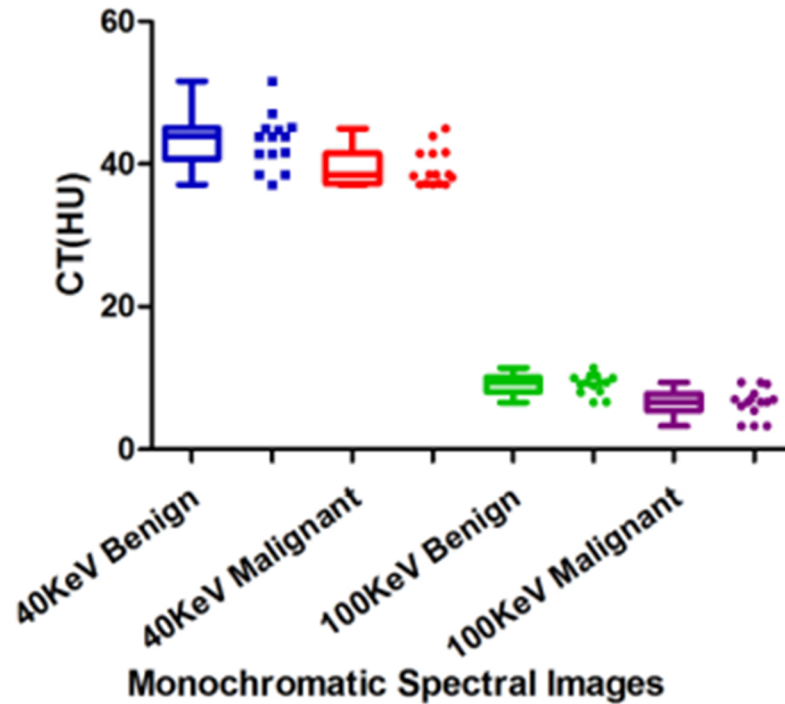 CT(HU)
60
40
20
0
40KeV Benign
40KeV Malignant
100KeV Benign
100KeV Malignant
Monochromatic Spectral Images